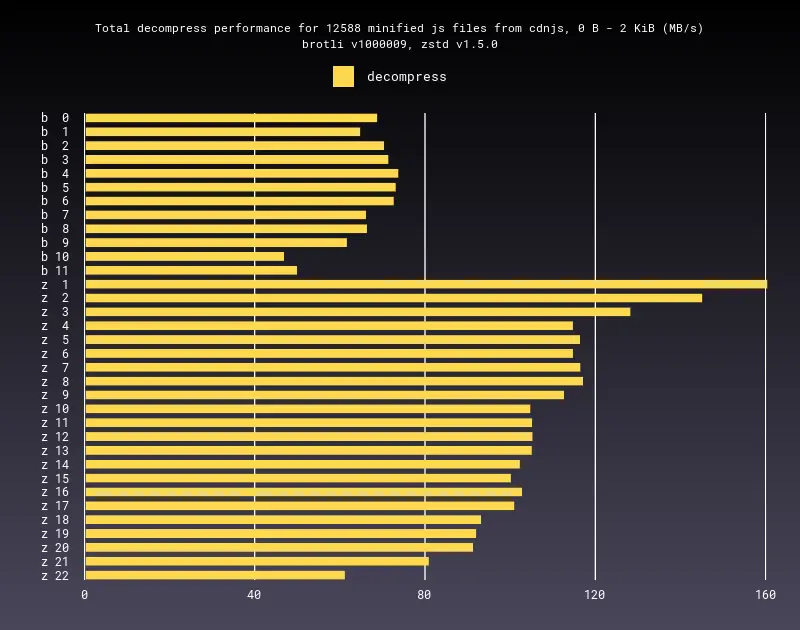 Total decompress performance for 12588 minified js files from cdnjs, 0 B - 2 KiB (MB/s)
brotli v1000009, zstd v1.5.0
decompress
b 0
b 1
b 2
b 3
b 4
b 5
b 6
b 7
b 8
b 9
b 10
b 11
z 1
z 2
z 3
z 4
z 5
z 6
z 7
z 8
z 9
z 10
z 11
z 12
z 13
z 14
z 15
z 16
z 17
z 18
z 19
z 20
z 21
z 22
0 40 80 120 160